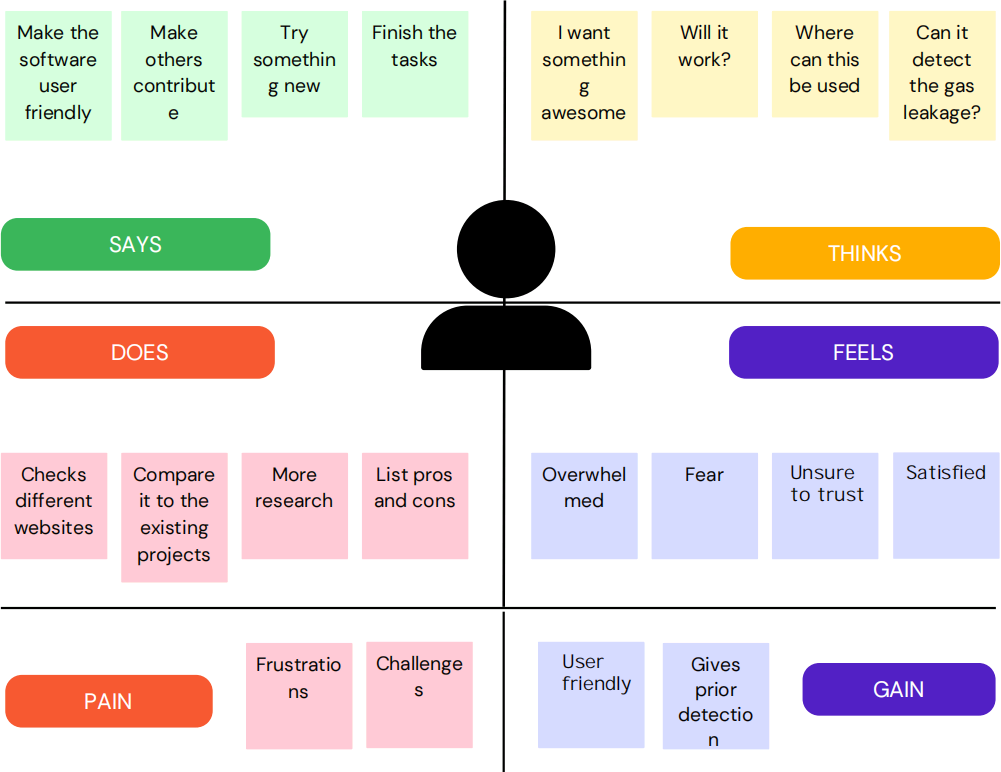 Make the
software
user
friendly
Make
others
contribut
e
Try
somethin
g new
Finish the
tasks
I want
somethin
g
awesome
Will it
work?
Where
can this
be used
Can it
detect
the gas
leakage?
SAYS
THINKS
DOES
FEELS
Checks
different
websites
Compare
it to the
existing
projects
More
research
List pros
and cons
Overwhel
med
Fear
Unsure
to trust
Satisfied
PAIN
Frustratio
ns
Challenge
s
User
friendly
Gives
prior
detectio
n
GAIN